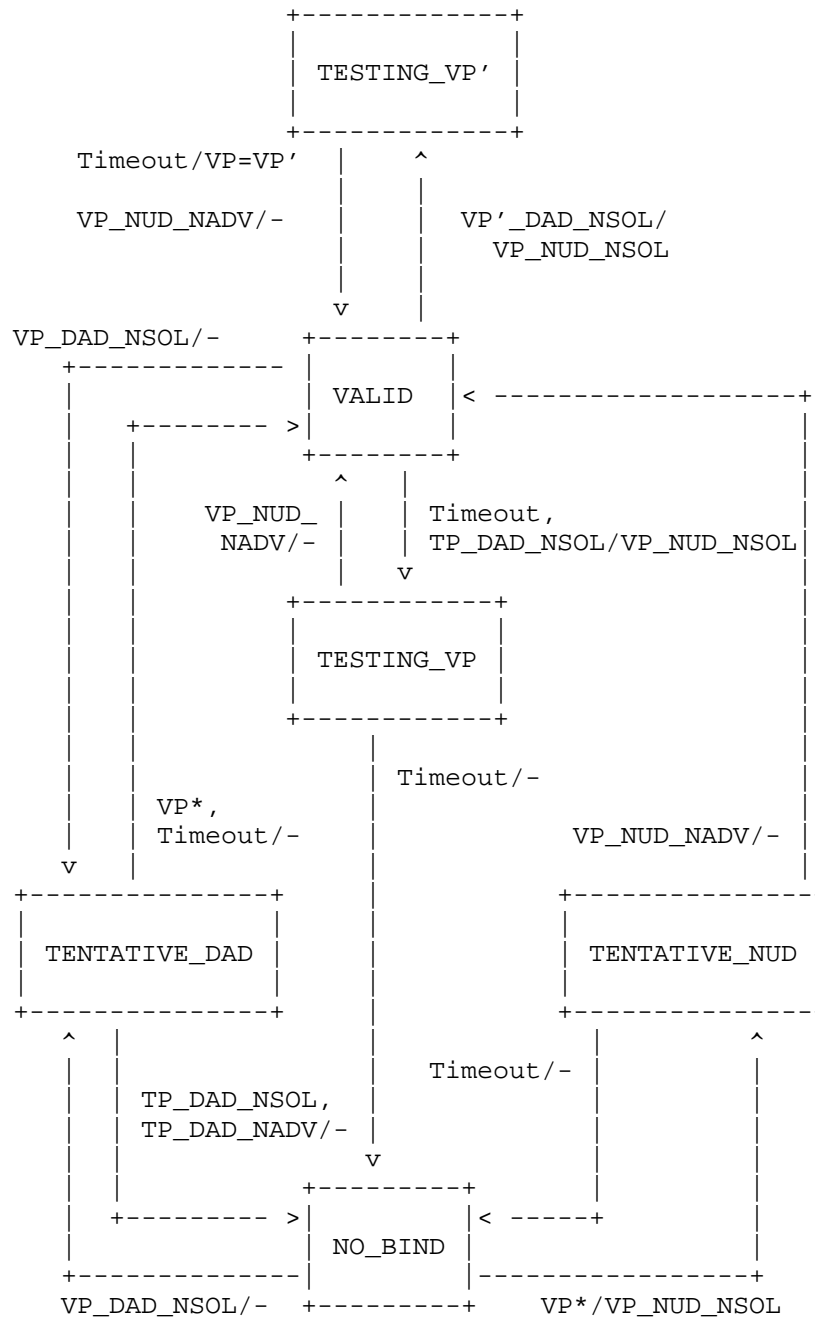 TESTING_VP'
Timeout/VP=VP'
VP_NUD_NADV/-
VP'_DAD_NSOL/
VP_NUD_NSOL
VP_DAD_NSOL/-
VALID
VP_NUD_
NADV/-
Timeout,
TP_DAD_NSOL/VP_NUD_NSOL
TESTING_VP
Timeout/-
VP*,
Timeout/-
VP_NUD_NADV/-
TENTATIVE_DAD
TENTATIVE_NUD
Timeout/-
TP_DAD_NSOL,
TP_DAD_NADV/-
NO_BIND
VP_DAD_NSOL/-
VP*/VP_NUD_NSOL